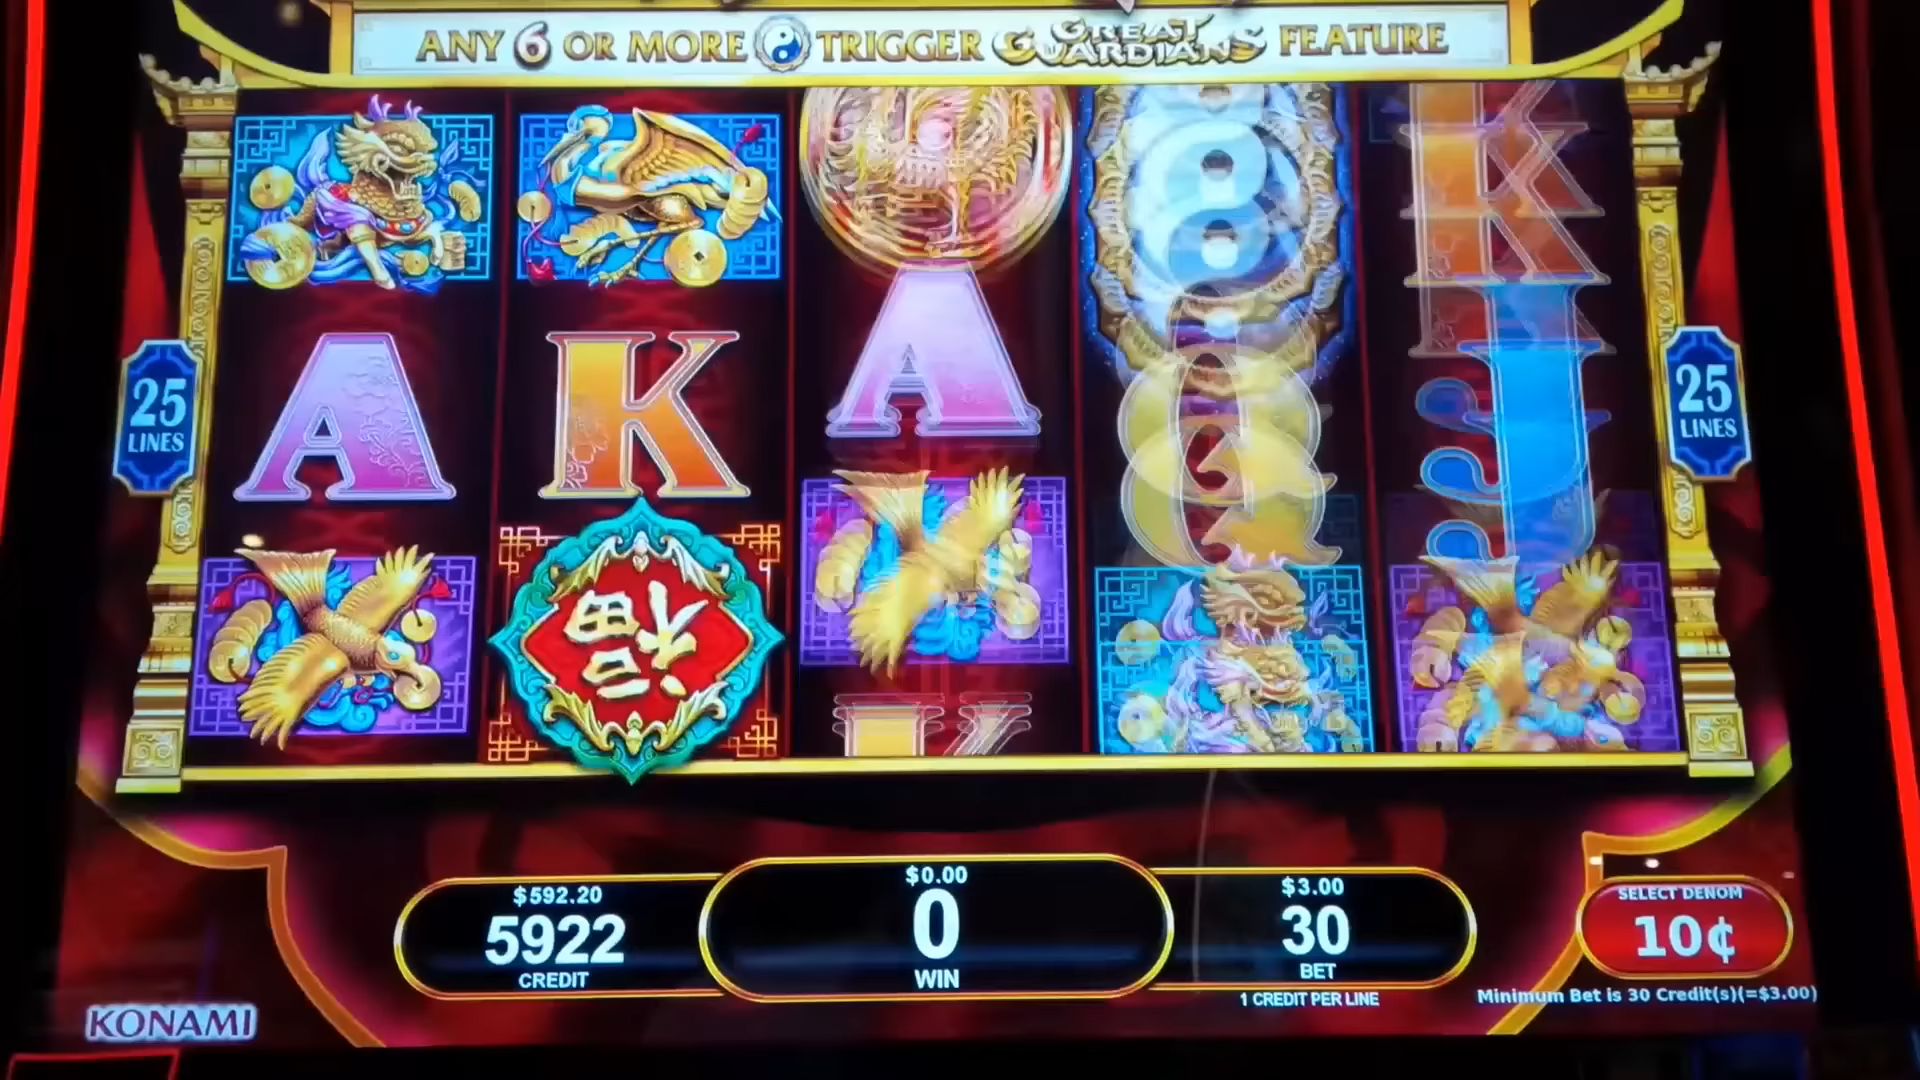 ANY 6 OR MORE TRIGGER GREAT GUARDIANS FEATURE
25
LINES
25
LINES
A
K
A
Q
K
J
福
K
$592.20
5922
CREDIT
$0.00
0
WIN
$3.00
30
BET
1 CREDIT PER LINE
SELECT DENOM
10¢
Minimum Bet is 30 Credit(s)(=$3.00)
KONAMI